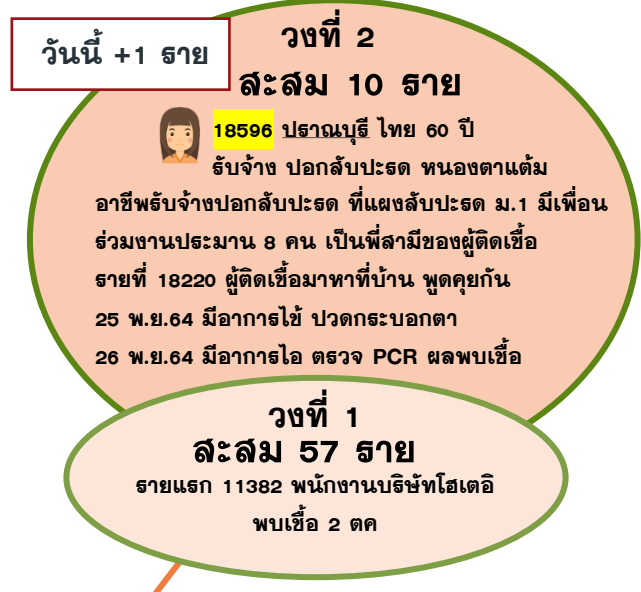 วันนี้ +1 ราย
วงที่ 2
สะสม 10 ราย
18596 ปราณบุรี ไทย 60 ปี
รับจ้าง ปอกสับปะรด หนองตาแต้ม
อาชีพรับจ้างปอกสับปะรด ที่แผงสับปะรด ม.1 มีเพื่อน
ร่วมงานประมาน 8 คน เป็นพี่สามีของผู้ติดเชื้อ
รายที่ 18220 ผู้ติดเชื้อมาหาที่บ้าน พูดคุยกัน
25 พ.ย.64 มีอาการไข้ ปวดกระบอกตา
26 พ.ย.64 มีอาการไอ ตรวจ PCR ผลพบเชื้อ
วงที่ 1
สะสม 57 ราย
รายแรก 11382 พนักงานบริษัทโฮเตอิ
พบเชื้อ 2 ตค